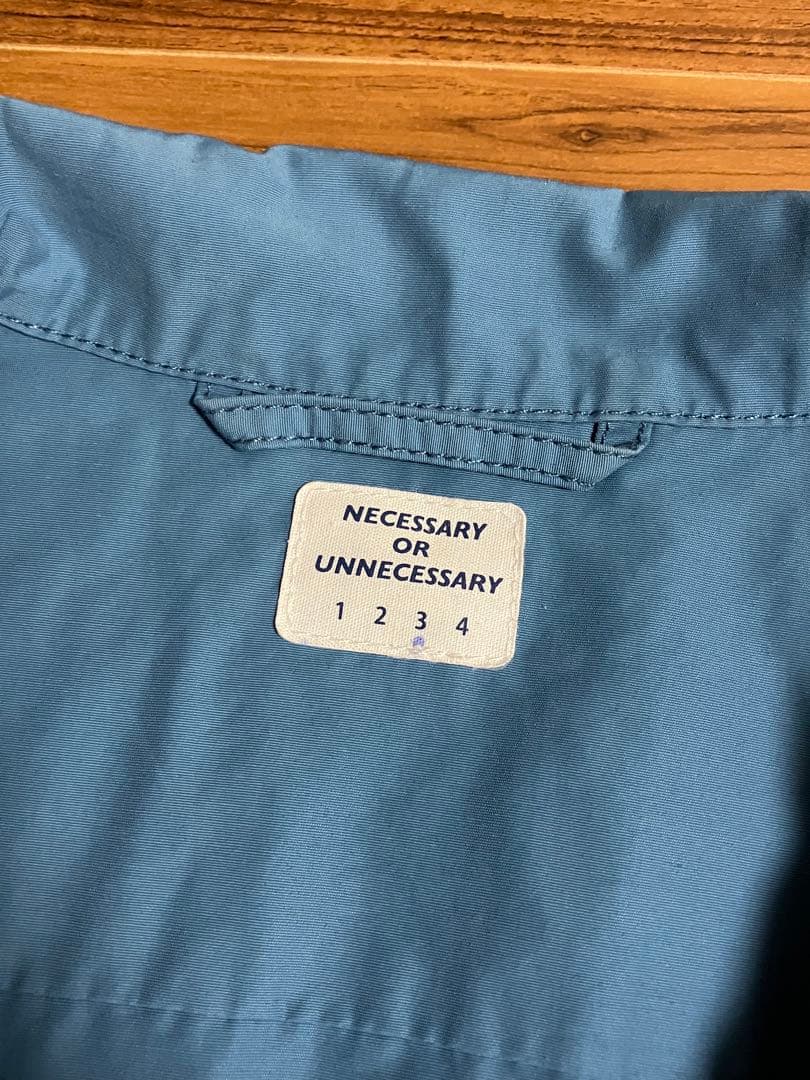 NECESSARY
OR
UNNECESSARY
1 2 3 4